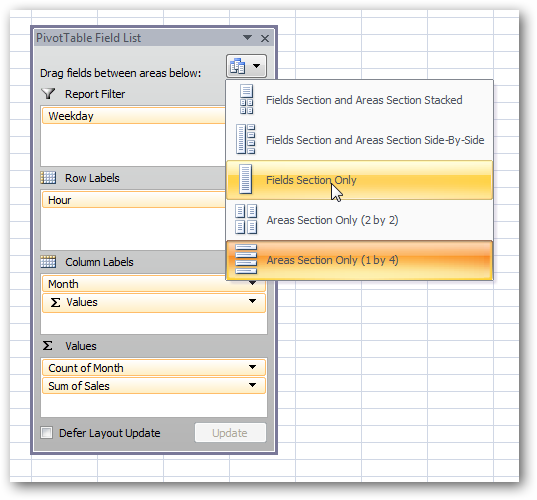 PivotTable Field List
Drag fields between areas below:
Report Filter
Weekday
Row Labels
Hour
Column Labels
Month
Σ Values
Σ Values
Count of Month
Sum of Sales
Defer Layout Update
Update
Fields Section and Areas Section Stacked
Fields Section and Areas Section Side-By-Side
Fields Section Only
Areas Section Only (2 by 2)
Areas Section Only (1 by 4)